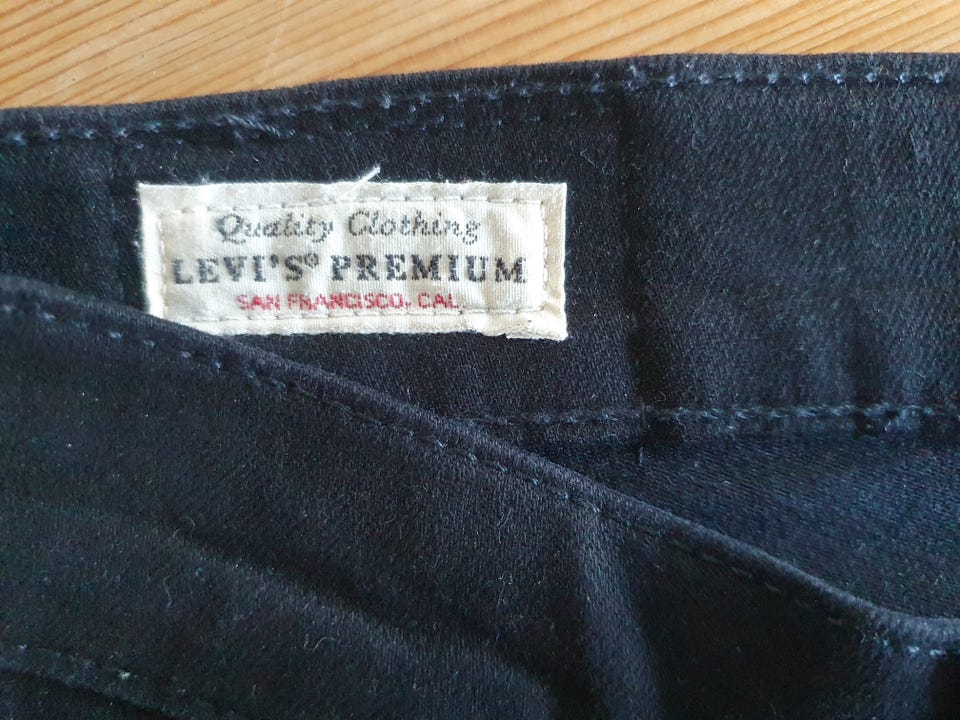 Quality Clothing
LEVI'S® PREMIUM
SAN FRANCISCO, CAL.